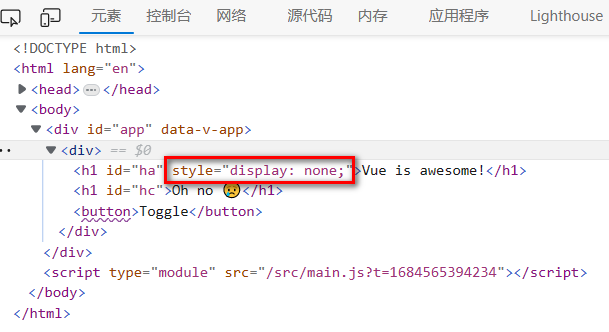 元素 控制台 网络 源代码 内存 应用程序 Lighthouse
<!DOCTYPE html>
<html lang="en">
<head> ••• </head>
<body>
<div id="app" data-v-app>
•• <div> == $0
<h1 id="ha" style="display: none;">Vue is awesome!</h1>
<h1 id="hc">Oh no 😢</h1>
<button>Toggle</button>
</div>
</div>
<script type="module" src="/src/main.js?t=1684565394234"></script>
</body>
</html>